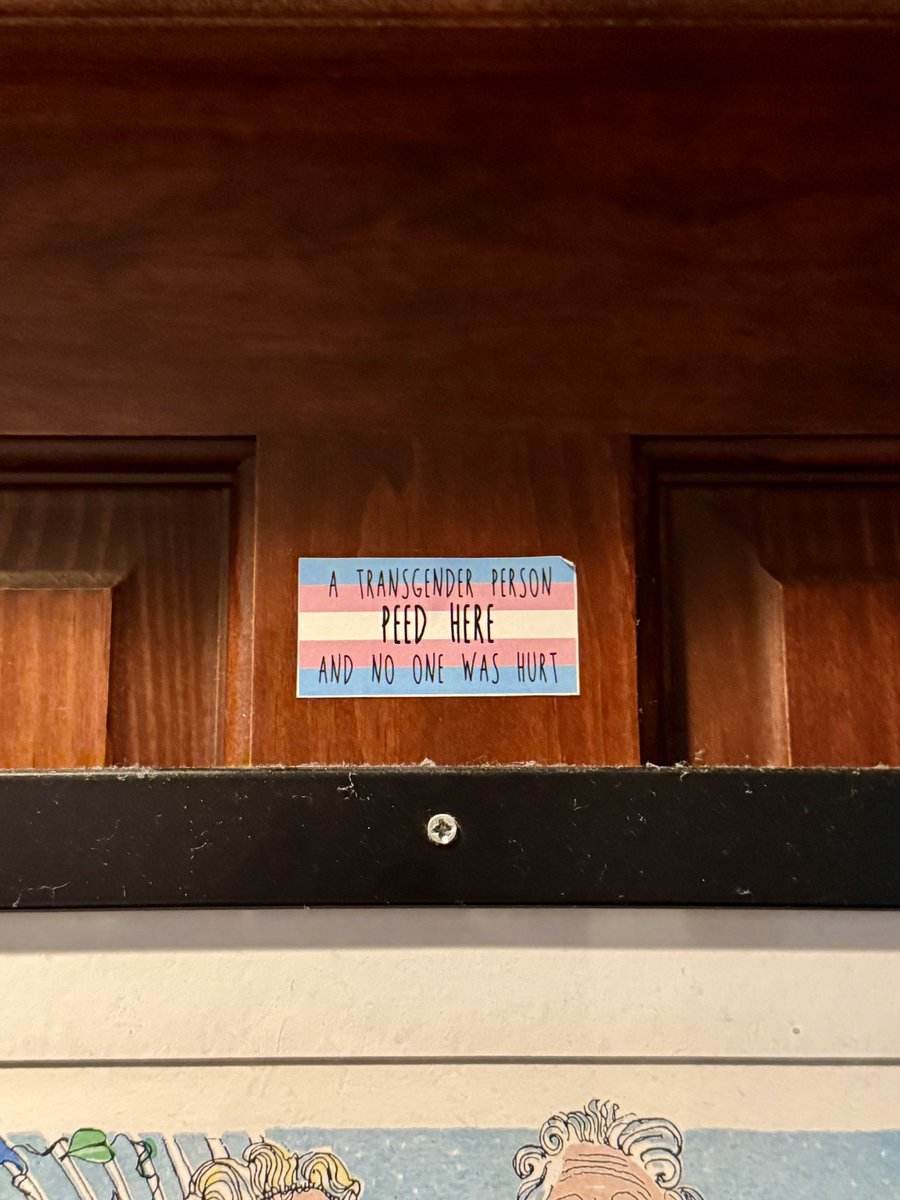 A TRANSGENDER PERSON
PEED HERE
AND NO ONE WAS HURT